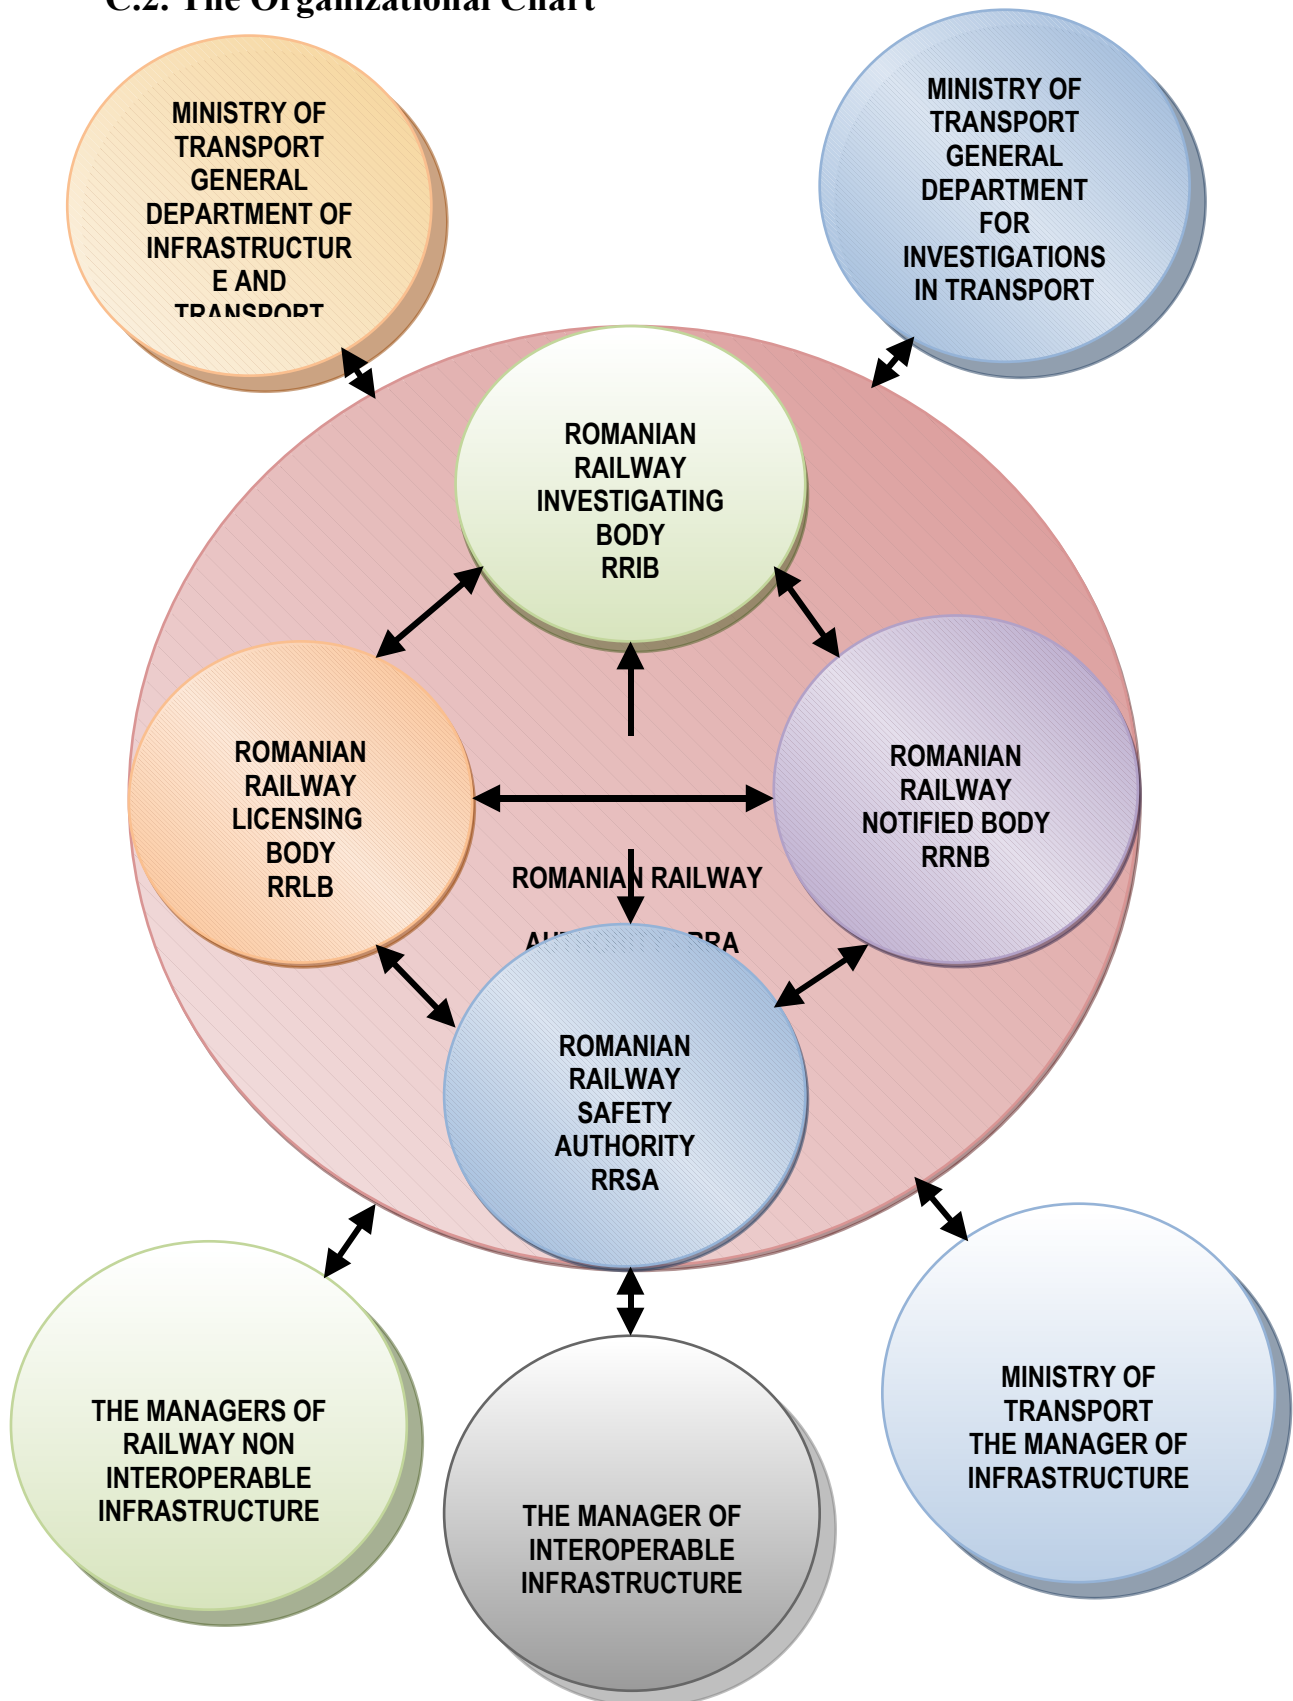 C.2. The Organizational Chart
MINISTRY OF
TRANSPORT
GENERAL
DEPARTMENT OF
INFRASTRUCTUR
E AND
TRANSPORT
MINISTRY OF
TRANSPORT
GENERAL
DEPARTMENT
FOR
INVESTIGATIONS
IN TRANSPORT
ROMANIAN
RAILWAY
INVESTIGATING
BODY
RRIB
ROMANIAN
RAILWAY
LICENSING
BODY
RRLB
ROMANIAN
RAILWAY
NOTIFIED BODY
RRNB
ROMANIAN RAILWAY
RRA
ROMANIAN
RAILWAY
SAFETY
AUTHORITY
RRSA
THE MANAGERS OF
RAILWAY NON
INTEROPERABLE
INFRASTRUCTURE
THE MANAGER OF
INTEROPERABLE
INFRASTRUCTURE
MINISTRY OF
TRANSPORT
THE MANAGER OF
INFRASTRUCTURE